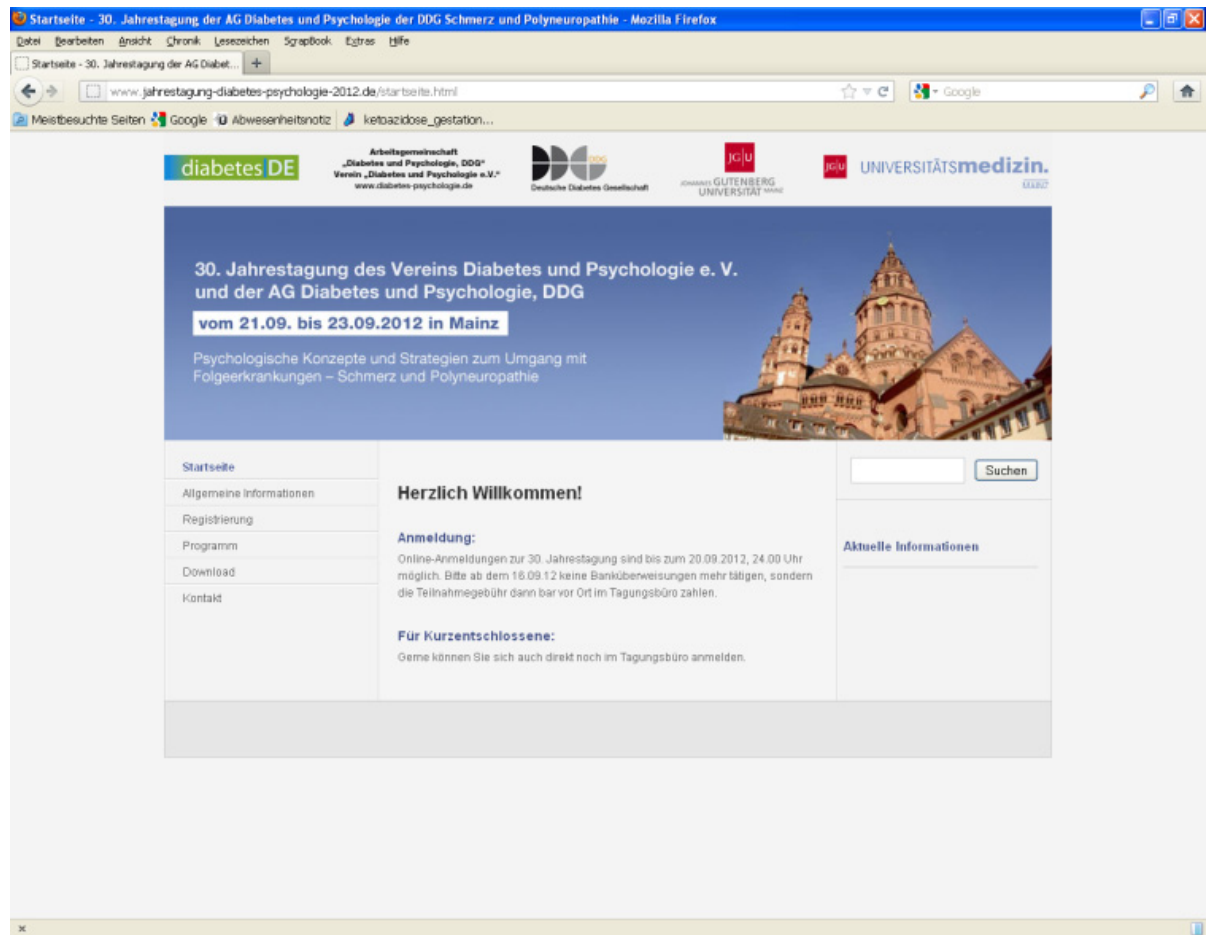 Startseite - 30. Jahrestagung der AG Diabetes und Psychologie der DDG Schmerz und Polyneuropathie - Mozilla Firefox
Datei Bearbeiten Ansicht Chronik Lesezeichen ScrapBook Extras Hilfe
Startseite - 30. Jahrestagung der AG Diabet... +
www.jahrestagung-diabetes-psychologie-2012.de/startseite.html Google
Meistbesuchte Seiten Google Abwesenheitsnotiz ketoazidose_gestation...
diabetes DE
Arbeitsgemeinschaft
„Diabetes und Psychologie, DDG“
Verein „Diabetes und Psychologie e.V.“
www.diabetes-psychologie.de
DDG
Deutsche Diabetes Gesellschaft
JG|U
JOHANNES GUTENBERG
UNIVERSITÄT MAINZ
JG|U UNIVERSITÄTSmedizin.
MAINZ
30. Jahrestagung des Vereins Diabetes und Psychologie e. V.
und der AG Diabetes und Psychologie, DDG
vom 21.09. bis 23.09.2012 in Mainz
Psychologische Konzepte und Strategien zum Umgang mit
Folgeerkrankungen – Schmerz und Polyneuropathie
Startseite
Allgemeine Informationen
Registrierung
Programm
Download
Kontakt
Herzlich Willkommen!
Anmeldung:
Online-Anmeldungen zur 30. Jahrestagung sind bis zum 20.09.2012, 24.00 Uhr
möglich. Bitte ab dem 16.09.12 keine Banküberweisungen mehr tätigen, sondern
die Teilnahmegebühr dann bar vor Ort im Tagungsbüro zahlen.
Für Kurzentschlossene:
Gerne können Sie sich auch direkt noch im Tagungsbüro anmelden.
Suchen
Aktuelle Informationen